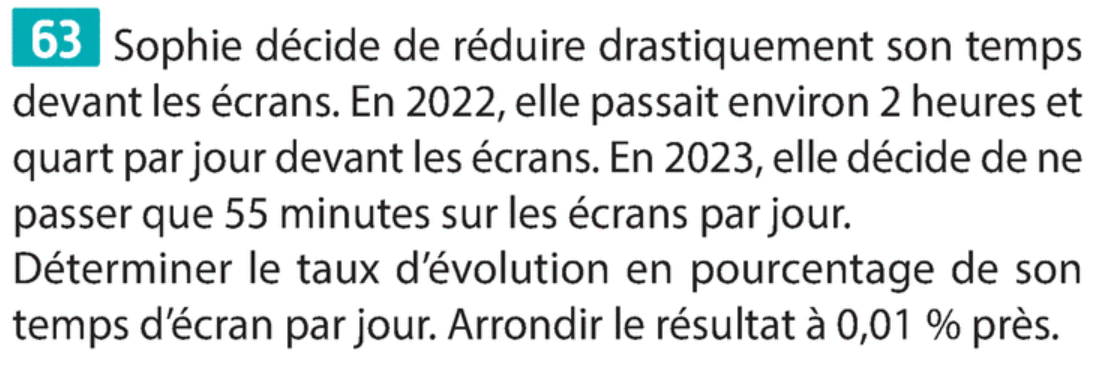 63 Sophie décide de réduire drastiquement son temps
devant les écrans. En 2022, elle passait environ 2 heures et
quart par jour devant les écrans. En 2023, elle décide de ne
passer que 55 minutes sur les écrans par jour.
Déterminer le taux d’évolution en pourcentage de son
temps d’écran par jour. Arrondir le résultat à 0,01 % près.